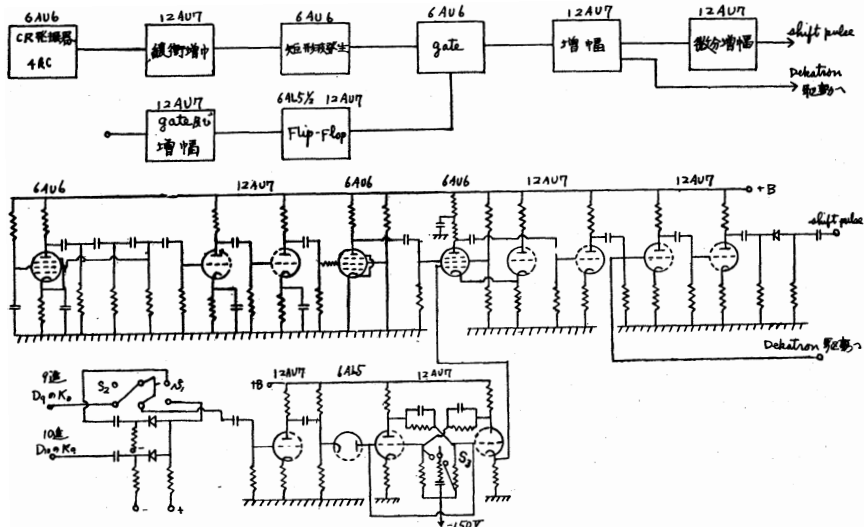 6AU6
12AU7
6AU6
6AU6
12AU7
12AU7
CR発振器
4段C
緩衝増巾
矩形波発生
gate
増幅
微分増幅
shift pulse
Dekatron
駆動へ
12AU7
6AL5½ 12AU7
gate及び
増幅
Flip-Flop
6AU6
12AU7
6AU6
6AU6
12AU7
12AU7
+B
shift pulse
Dekatron 駆動へ
9進
D9のK0
S2
S1
10進
D10のK9
-
-
+
12AU7
6AL5
12AU7
+B
S3
-150V